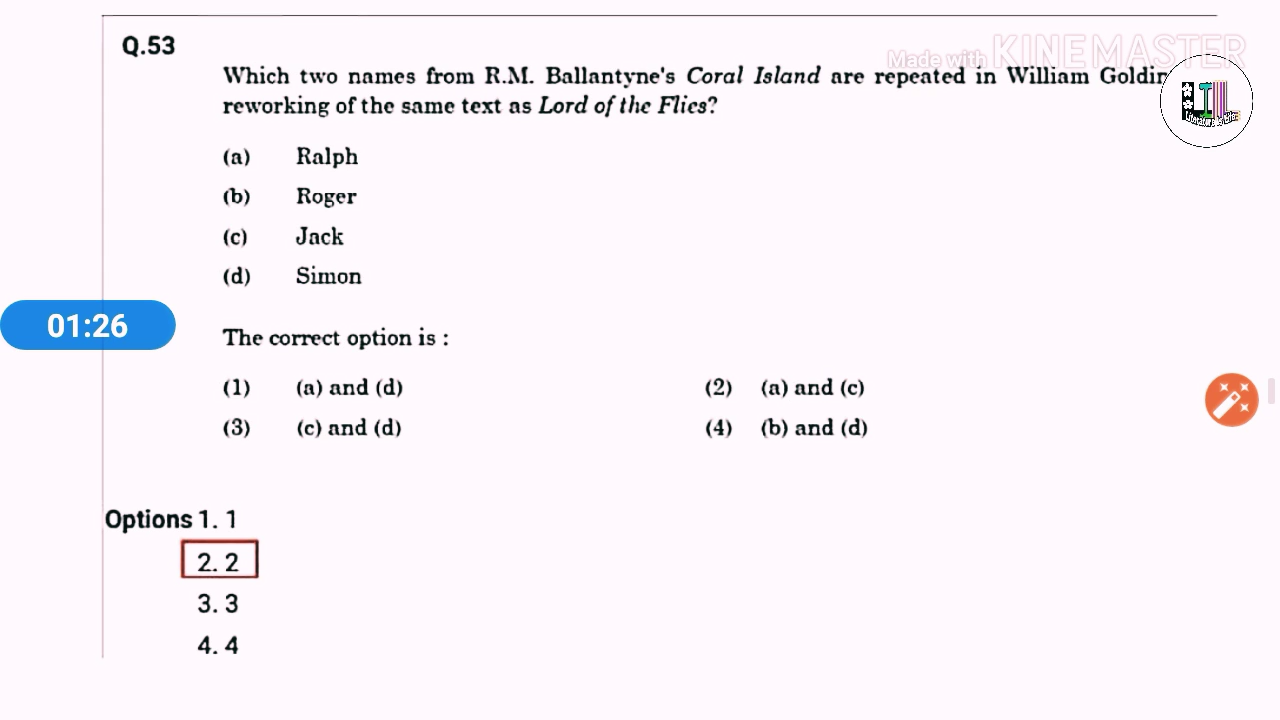 Q.53
Made with KINEMASTER
Which two names from R.M. Ballantyne's Coral Island are repeated in William Goldin
reworking of the same text as Lord of the Flies?
(a) Ralph
(b) Roger
(c) Jack
(d) Simon
01:26
The correct option is :
(1) (a) and (d) (2) (a) and (c)
(3) (c) and (d) (4) (b) and (d)
Options 1. 1
2. 2
3. 3
4. 4